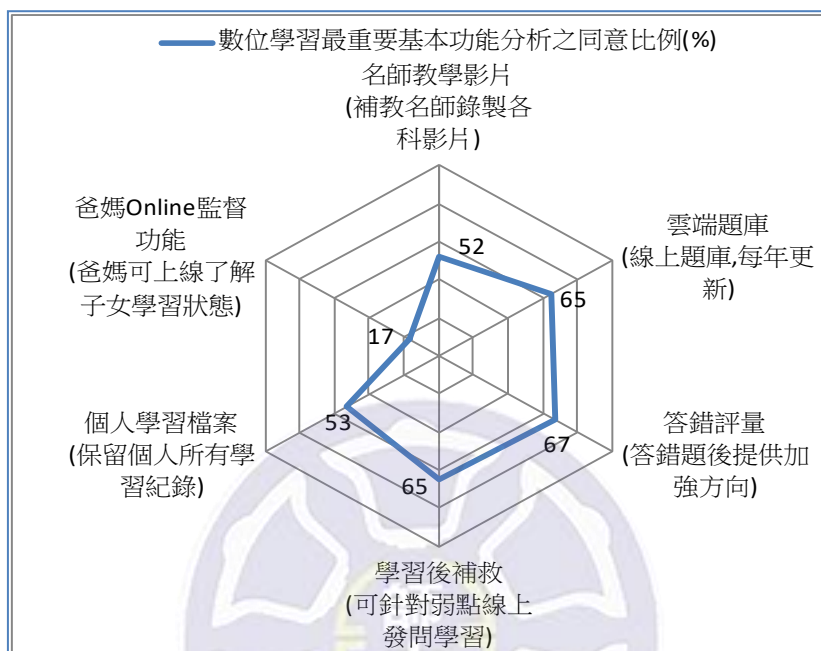 數位學習最重要基本功能分析之同意比例(%)
名師教學影片
(補教名師錄製各
科影片)
爸媽Online監督
功能
(爸媽可上線了解
子女學習狀態)
雲端題庫
(線上題庫,每年更
新)
52
65
17
個人學習檔案
(保留個人所有學
習紀錄)
53
答錯評量
(答錯題後提供加
強方向)
67
65
學習後補救
(可針對弱點線上
發問學習)